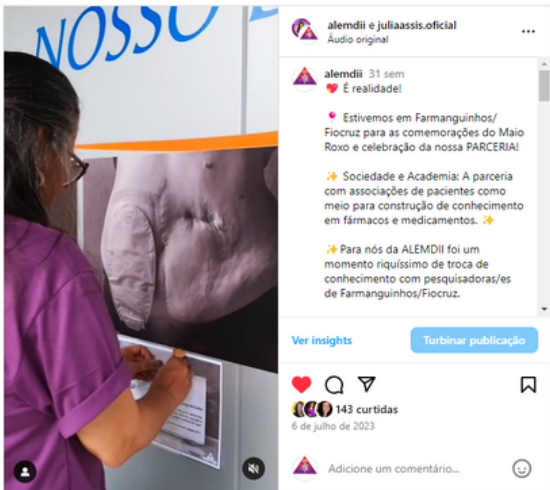 NOSSO
alemdii e juliaassis.oficial
Áudio original
alemdii 31 sem
💖 É realidade!
📍 Estivemos em Farmanguinhos/
Fiocruz para as comemorações do Maio
Roxo e celebração da nossa PARCERIA!
✨ Sociedade e Academia: A parceria
com associações de pacientes como
meio para construção de conhecimento
em fármacos e medicamentos. ✨
✨ Para nós da ALEMDII foi um
momento riquíssimo de troca de
conhecimento com pesquisadoras/es
de Farmanguinhos/Fiocruz.
Ver insights
Turbinar publicação
143 curtidas
6 de julho de 2023
Adicione um comentário...